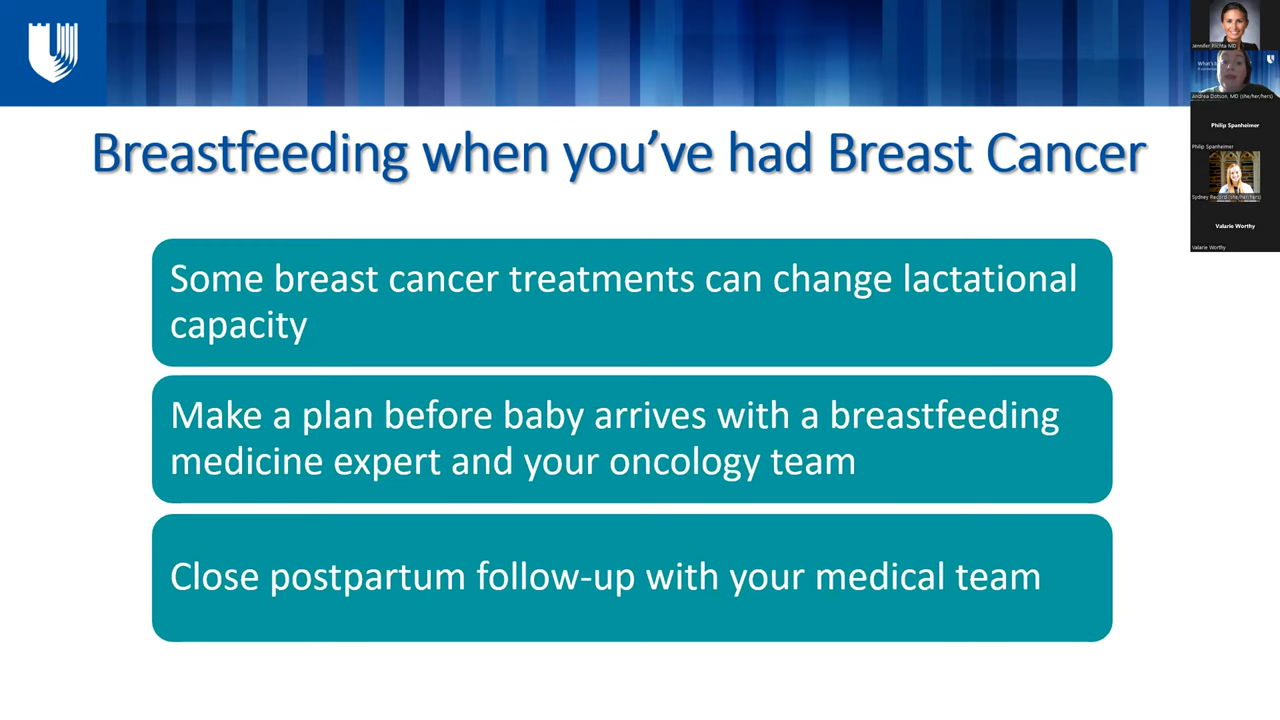 Breastfeeding when you've had Breast Cancer
Some breast cancer treatments can change lactational
capacity
Make a plan before baby arrives with a breastfeeding
medicine expert and your oncology team
Close postpartum follow-up with your medical team
Jennifer Plichta MD
Andrea Dotson, MD (she/her/hers)
Philip Spanheimer
Philip Spanheimer
Sydney Record (she/her/hers)
Valarie Worthy
Valarie Worthy